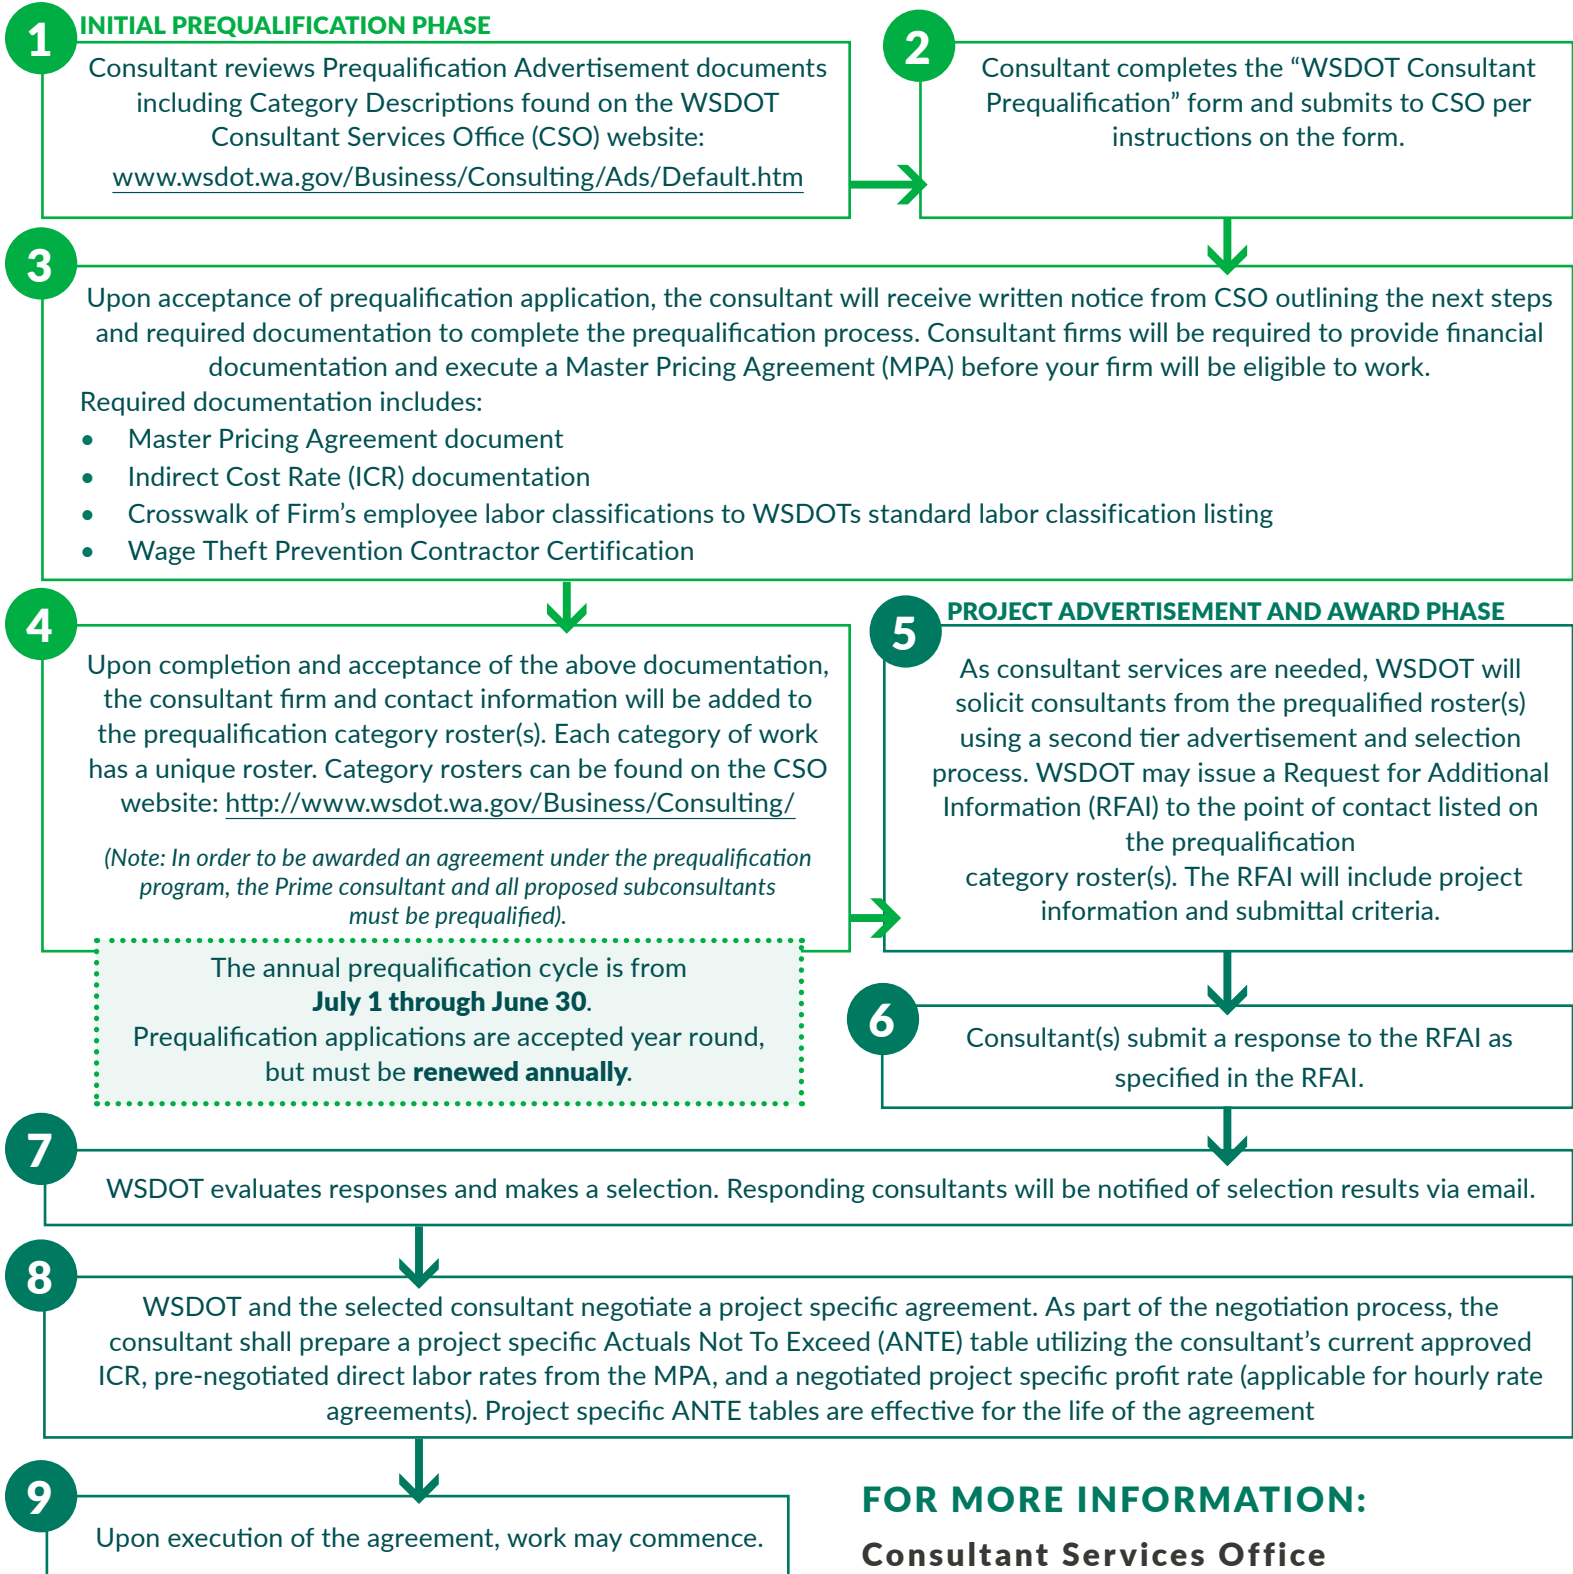 1
INITIAL PREQUALIFICATION PHASE
Consultant reviews Prequalification Advertisement documents
including Category Descriptions found on the WSDOT
Consultant Services Office (CSO) website:
www.wsdot.wa.gov/Business/Consulting/Ads/Default.htm
2
Consultant completes the “WSDOT Consultant
Prequalification” form and submits to CSO per
instructions on the form.
3
Upon acceptance of prequalification application, the consultant will receive written notice from CSO outlining the next steps
and required documentation to complete the prequalification process. Consultant firms will be required to provide financial
documentation and execute a Master Pricing Agreement (MPA) before your firm will be eligible to work.
Required documentation includes:
• Master Pricing Agreement document
• Indirect Cost Rate (ICR) documentation
• Crosswalk of Firm’s employee labor classifications to WSDOTs standard labor classification listing
• Wage Theft Prevention Contractor Certification
4
Upon completion and acceptance of the above documentation,
the consultant firm and contact information will be added to
the prequalification category roster(s). Each category of work
has a unique roster. Category rosters can be found on the CSO
website: http://www.wsdot.wa.gov/Business/Consulting/
(Note: In order to be awarded an agreement under the prequalification
program, the Prime consultant and all proposed subconsultants
must be prequalified).
The annual prequalification cycle is from
July 1 through June 30.
Prequalification applications are accepted year round,
but must be renewed annually.
5
PROJECT ADVERTISEMENT AND AWARD PHASE
As consultant services are needed, WSDOT will
solicit consultants from the prequalified roster(s)
using a second tier advertisement and selection
process. WSDOT may issue a Request for Additional
Information (RFAI) to the point of contact listed on
the prequalification
category roster(s). The RFAI will include project
information and submittal criteria.
6
Consultant(s) submit a response to the RFAI as
specified in the RFAI.
7
WSDOT evaluates responses and makes a selection. Responding consultants will be notified of selection results via email.
8
WSDOT and the selected consultant negotiate a project specific agreement. As part of the negotiation process, the
consultant shall prepare a project specific Actuals Not To Exceed (ANTE) table utilizing the consultant’s current approved
ICR, pre-negotiated direct labor rates from the MPA, and a negotiated project specific profit rate (applicable for hourly rate
agreements). Project specific ANTE tables are effective for the life of the agreement
9
Upon execution of the agreement, work may commence.
FOR MORE INFORMATION:
Consultant Services Office